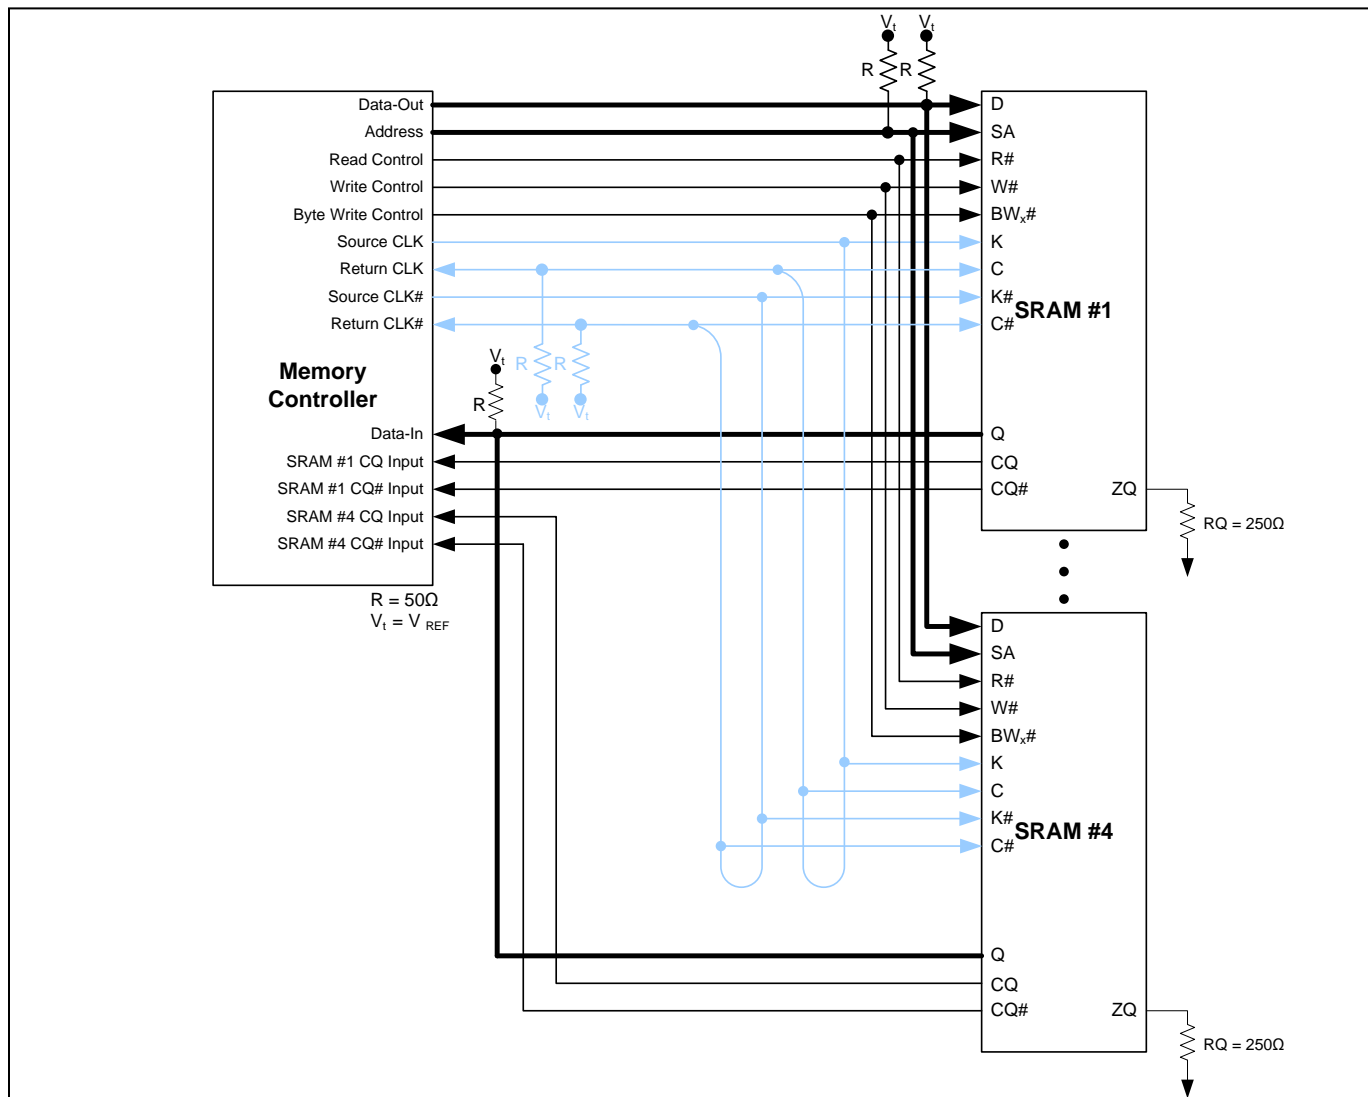 Vt Vt
R R
Data-Out
Address
Read Control
Write Control
Byte Write Control
Source CLK
Return CLK
Source CLK#
Return CLK#
Memory
Controller
Data-In
SRAM #1 CQ Input
SRAM #1 CQ# Input
SRAM #4 CQ Input
SRAM #4 CQ# Input
R = 50Ω
Vt = V REF
Vt
R
R R
Vt Vt
D
SA
R#
W#
BWx#
K
C
K#
SRAM #1
C#
Q
CQ
CQ#
ZQ
RQ = 250Ω
D
SA
R#
W#
BWx#
K
C
K#
SRAM #4
C#
Q
CQ
CQ#
ZQ
RQ = 250Ω